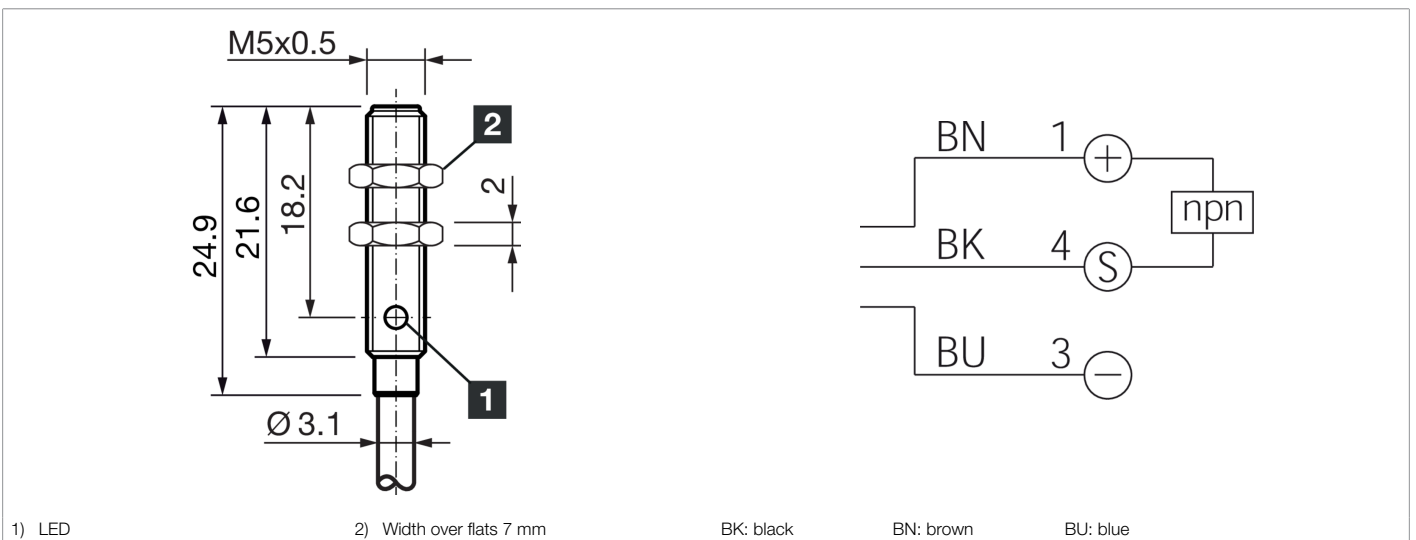 M5x0.5
2
24.9
21.6
18.2
2
1
Ø 3.1
BN 1 +
npn
BK 4 S
BU 3 −
1) LED 2) Width over flats 7 mm BK: black BN: brown BU: blue